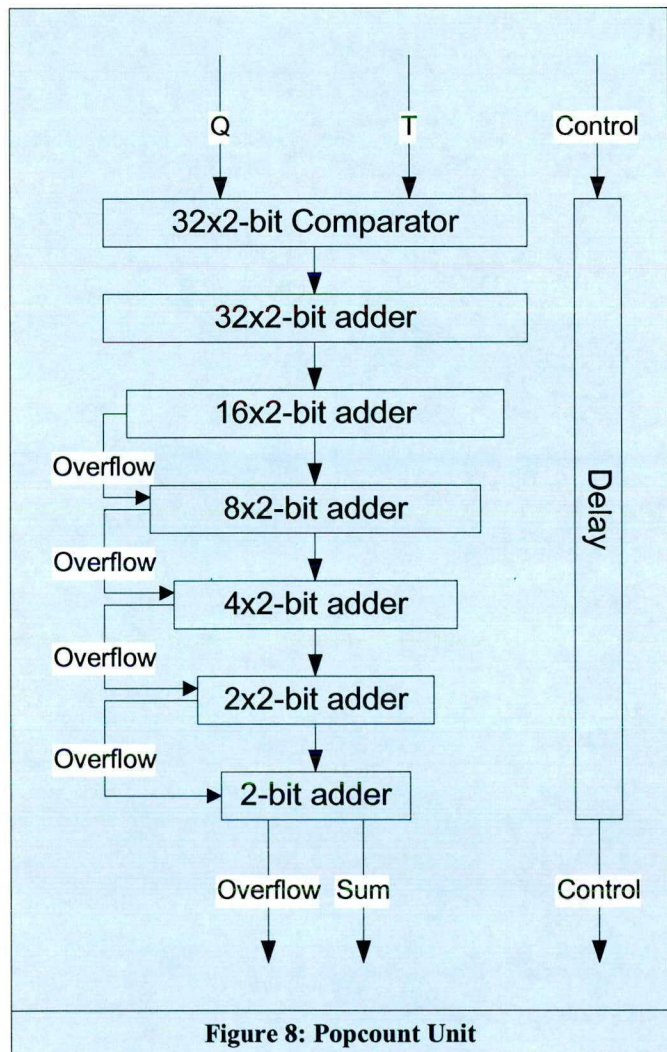 Q T Control
32x2-bit Comparator
32x2-bit adder
16x2-bit adder
Overflow
8x2-bit adder
Delay
Overflow
4x2-bit adder
Overflow
2x2-bit adder
Overflow
2-bit adder
Overflow Sum Control
Figure 8: Popcount Unit